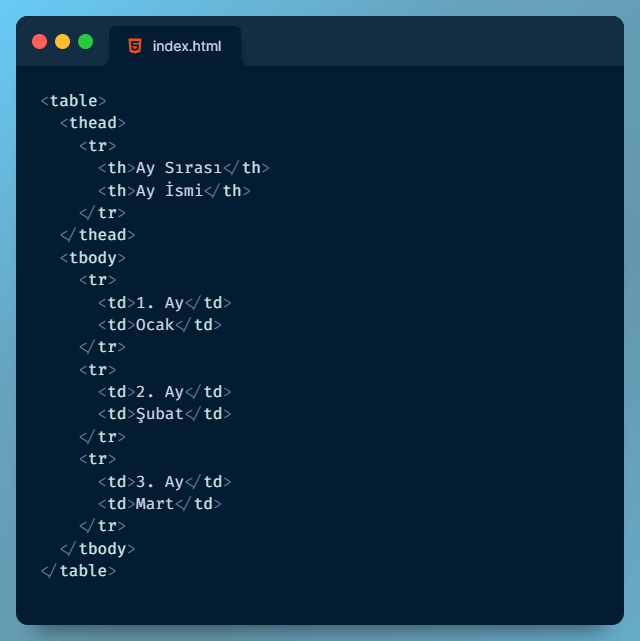 index.html
<table>
  <thead>
    <tr>
      <th>Ay Sırası</th>
      <th>Ay İsmi</th>
    </tr>
  </thead>
  <tbody>
    <tr>
      <td>1. Ay</td>
      <td>Ocak</td>
    </tr>
    <tr>
      <td>2. Ay</td>
      <td>Şubat</td>
    </tr>
    <tr>
      <td>3. Ay</td>
      <td>Mart</td>
    </tr>
  </tbody>
</table>